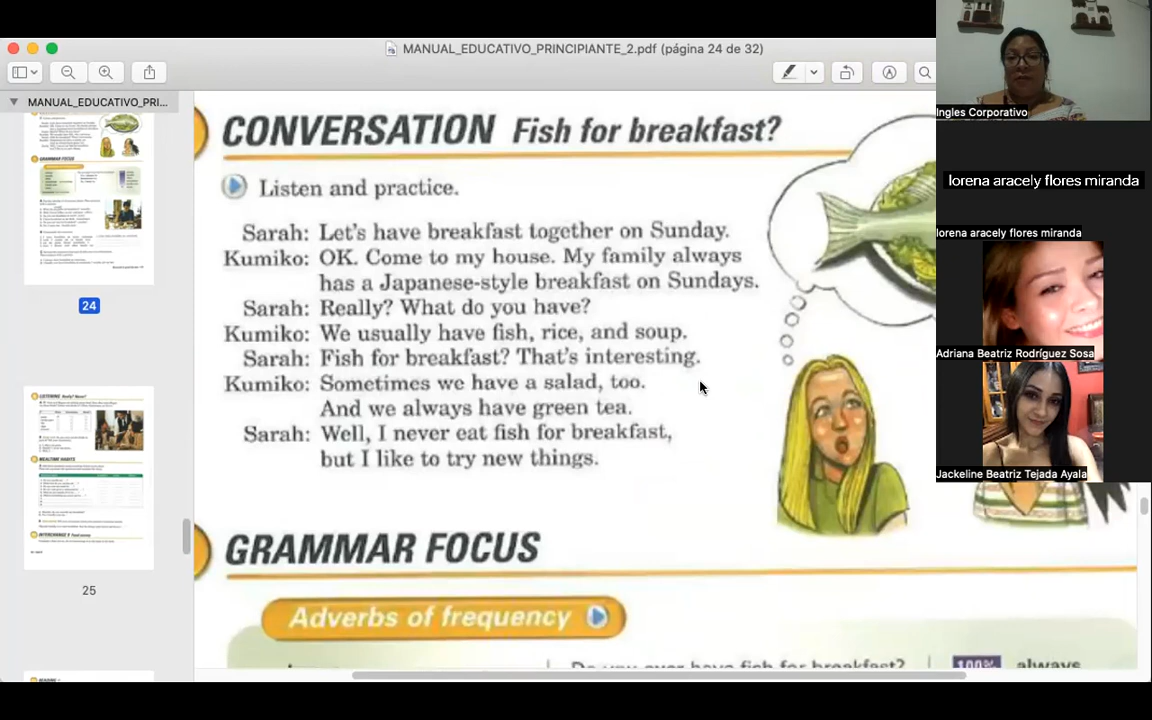 MANUAL_EDUCATIVO_PRINCIPIANTE_2.pdf (página 24 de 32)
MANUAL_EDUCATIVO_PRI...
24
25
CONVERSATION Fish for breakfast?
Listen and practice.
Sarah: Let's have breakfast together on Sunday.
Kumiko: OK. Come to my house. My family always
has a Japanese-style breakfast on Sundays.
Sarah: Really? What do you have?
Kumiko: We usually have fish, rice, and soup.
Sarah: Fish for breakfast? That's interesting.
Kumiko: Sometimes we have a salad, too.
And we always have green tea.
Sarah: Well, I never eat fish for breakfast,
but I like to try new things.
GRAMMAR FOCUS
Adverbs of frequency
Do you ever have fish for breakfast?
100% always
Ingles Corporativo
lorena aracely flores miranda
lorena aracely flores miranda
Adriana Beatriz Rodríguez Sosa
Jackeline Beatriz Tejada Ayala